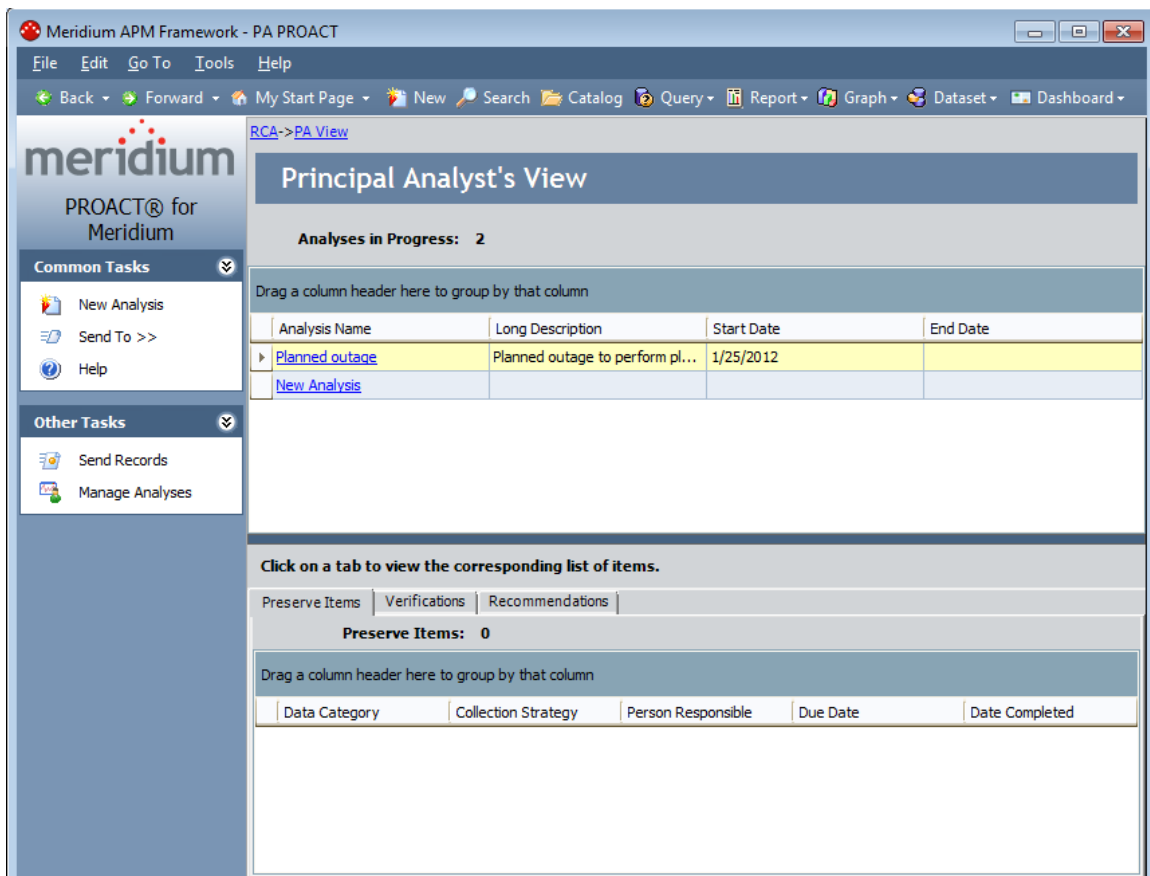 Meridium APM Framework - PA PROACT
File Edit Go To Tools Help
Back Forward My Start Page New Search Catalog Query Report Graph Dataset Dashboard
meridium
PROACT® for
Meridium
Common Tasks
New Analysis
Send To >>
Help
Other Tasks
Send Records
Manage Analyses
RCA->PA View
Principal Analyst's View
Analyses in Progress: 2
Drag a column header here to group by that column
Analysis Name Long Description Start Date End Date
Planned outage Planned outage to perform pl... 1/25/2012
New Analysis
Click on a tab to view the corresponding list of items.
Preserve Items Verifications Recommendations
Preserve Items: 0
Drag a column header here to group by that column
Data Category Collection Strategy Person Responsible Due Date Date Completed